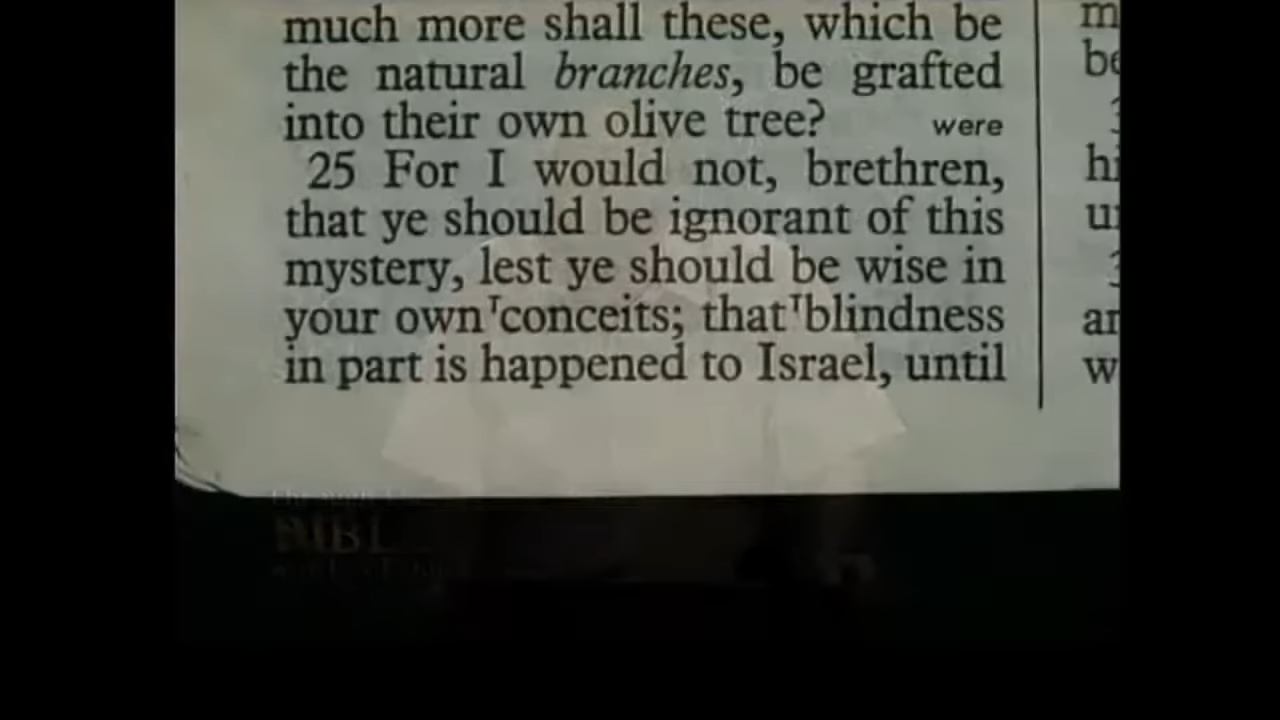 much more shall these, which be
the natural branches, be grafted
into their own olive tree? were
25 For I would not, brethren,
that ye should be ignorant of this
mystery, lest ye should be wise in
your own ᵀconceits; that ᵀblindness
in part is happened to Israel, until